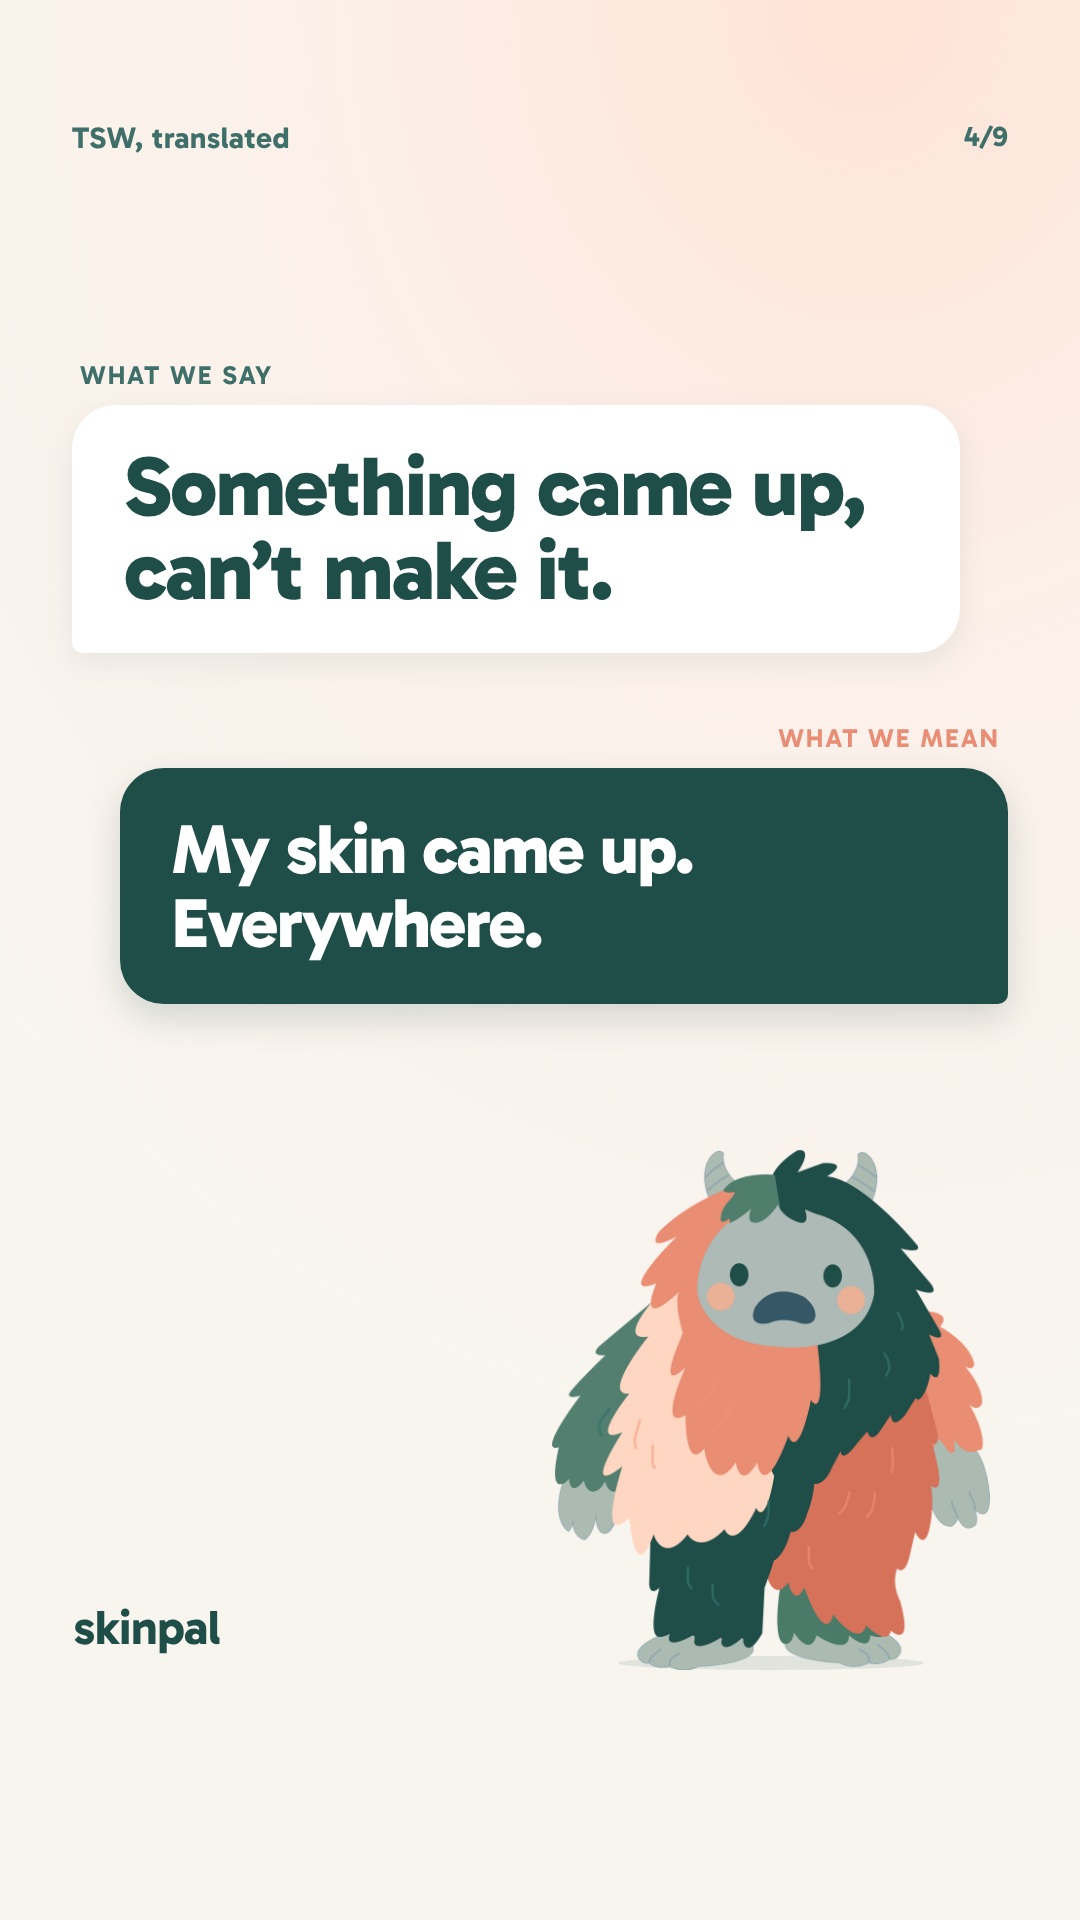 TSW, translated
4/9
WHAT WE SAY
Something came up,
can’t make it.
WHAT WE MEAN
My skin came up.
Everywhere.
skinpal